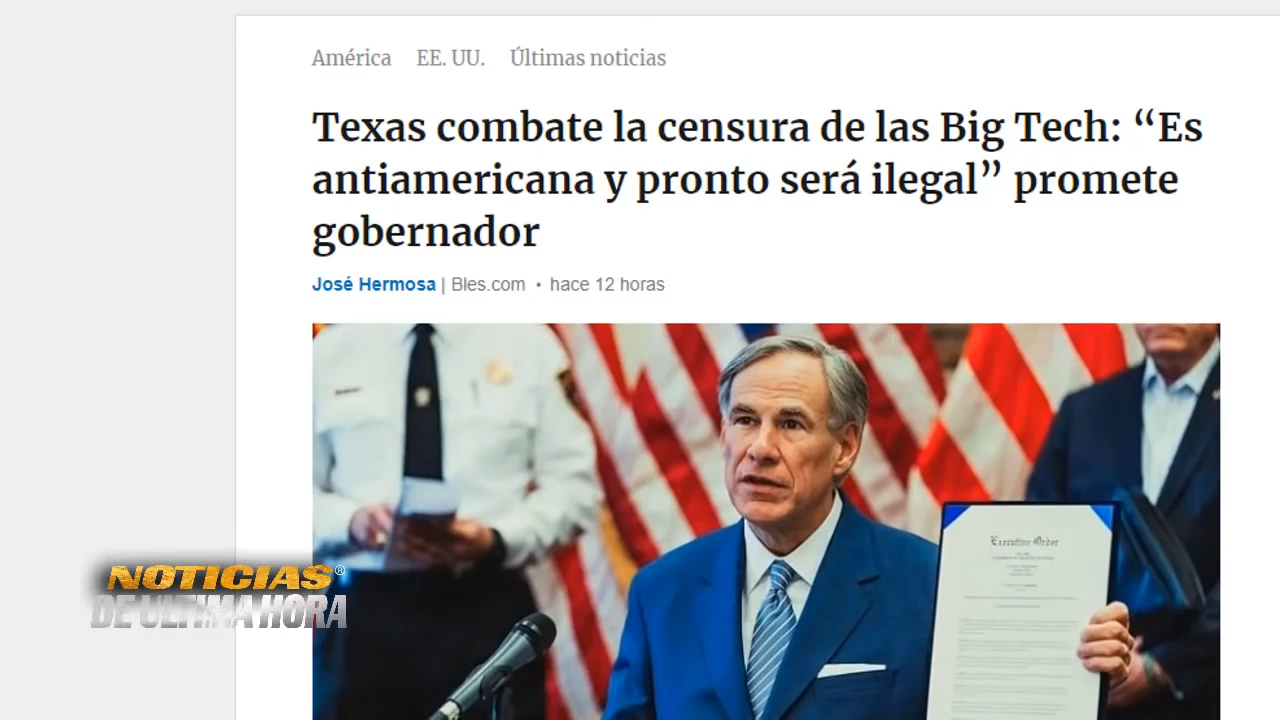 América EE. UU. Últimas noticias
Texas combate la censura de las Big Tech: “Es
antiamericana y pronto será ilegal” promete
gobernador
José Hermosa | Bles.com • hace 12 horas
Executive Order
NOTICIAS®
DE ULTIMA HORA